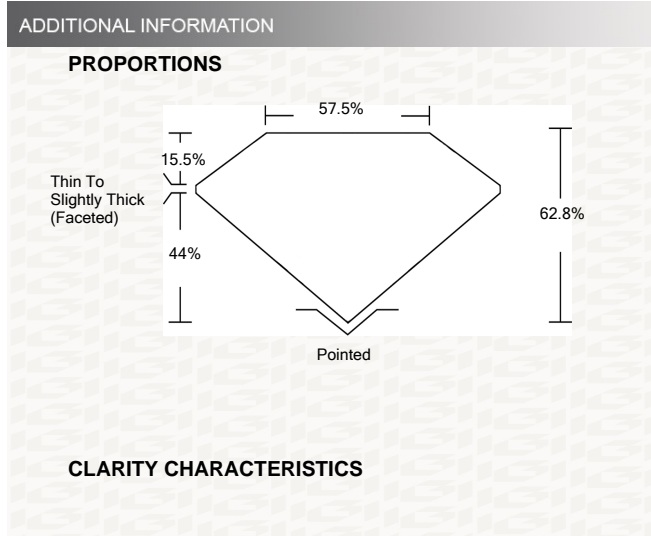 ADDITIONAL INFORMATION
PROPORTIONS
57.5%
15.5%
Thin To
Slightly Thick
(Faceted)
62.8%
44%
Pointed
CLARITY CHARACTERISTICS